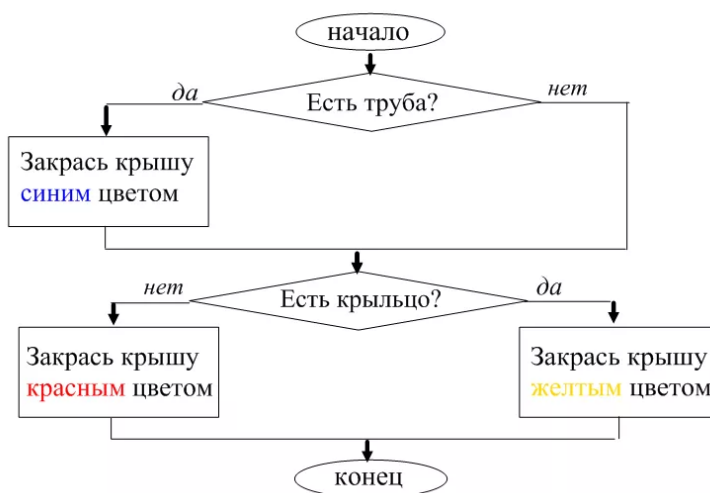 начало
Есть труба?
да
нет
Закрась крышу
синим цветом
нет
Есть крыльцо?
да
Закрась крышу
красным цветом
Закрась крышу
желтым цветом
конец